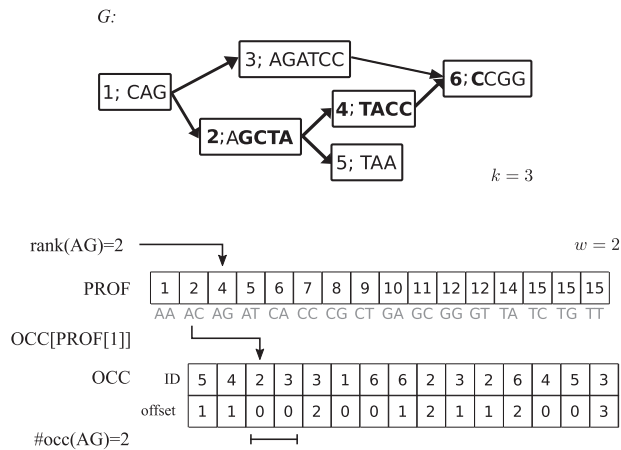 G:
3; AGATCC
6; CCGG
1; CAG
4; TACC
2;AGCTA
5; TAA
k = 3
rank(AG)=2
w = 2
PROF 1 2 4 5 6 7 8 9 10 11 12 12 14 15 15 15
AA AC AG AT CA CC CG CT GA GC GG GT TA TC TG TT
OCC[PROF[1]]
OCC ID 5 4 2 3 3 1 6 6 2 3 2 6 4 5 3
offset 1 1 0 0 2 0 0 1 2 1 1 2 0 0 3
#occ(AG)=2